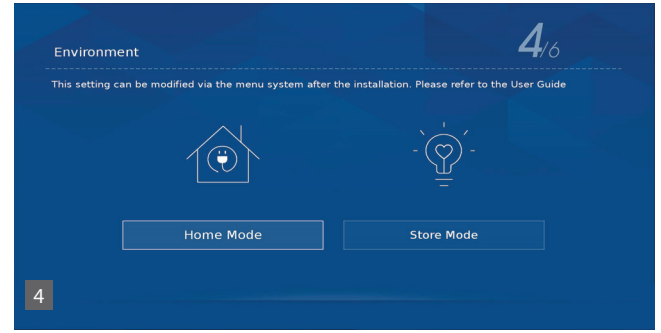 Environment
4/6
This setting can be modified via the menu system after the installation. Please refer to the User Guide
Home Mode
Store Mode
4